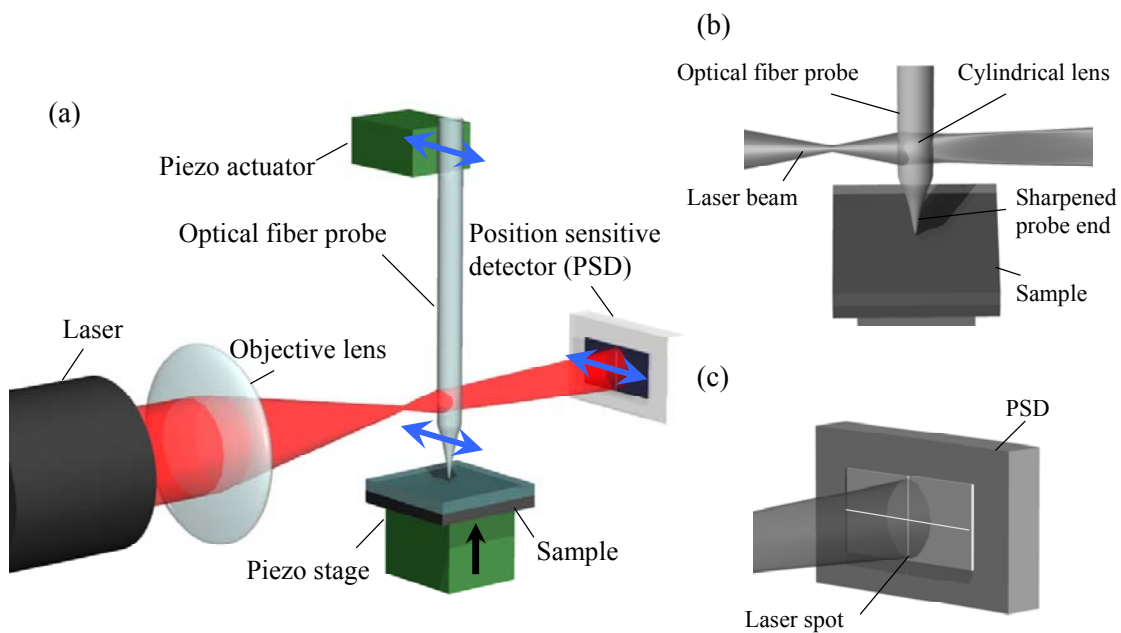 (a)
Piezo actuator
Optical fiber probe
Position sensitive
detector (PSD)
Laser
Objective lens
Piezo stage
Sample
(b)
Optical fiber probe
Cylindrical lens
Laser beam
Sharpened
probe end
Sample
(c)
PSD
Laser spot